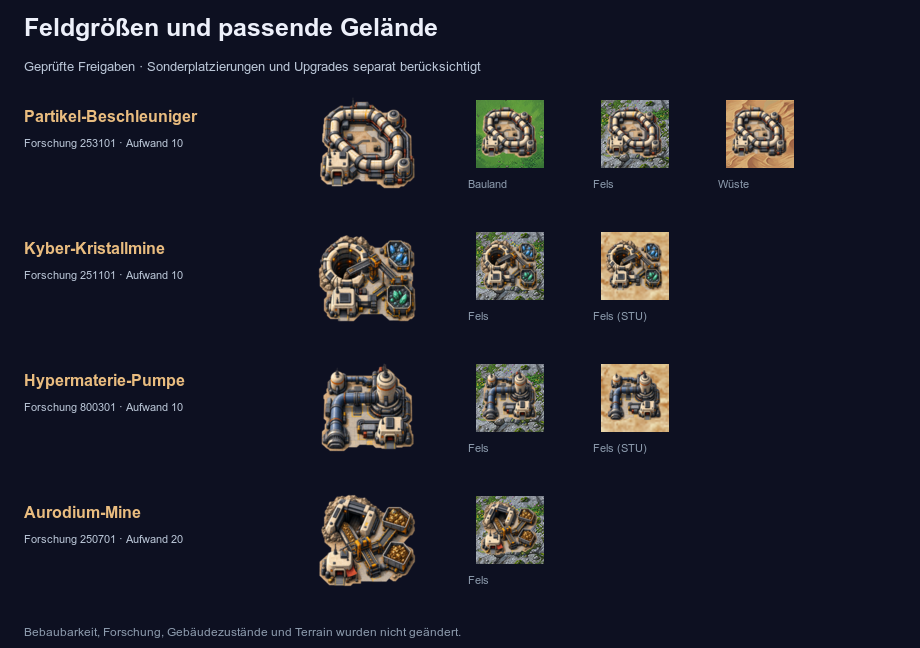 Feldgrößen und passende Gelände
Geprüfte Freigaben · Sonderplatzierungen und Upgrades separat berücksichtigt
Partikel-Beschleuniger
Forschung 253101 · Aufwand 10
Bauland
Fels
Wüste
Kyber-Kristallmine
Forschung 251101 · Aufwand 10
Fels
Fels (STU)
Hypermaterie-Pumpe
Forschung 800301 · Aufwand 10
Fels
Fels (STU)
Aurodium-Mine
Forschung 250701 · Aufwand 20
Fels
Bebaubarkeit, Forschung, Gebäudezustände und Terrain wurden nicht geändert.